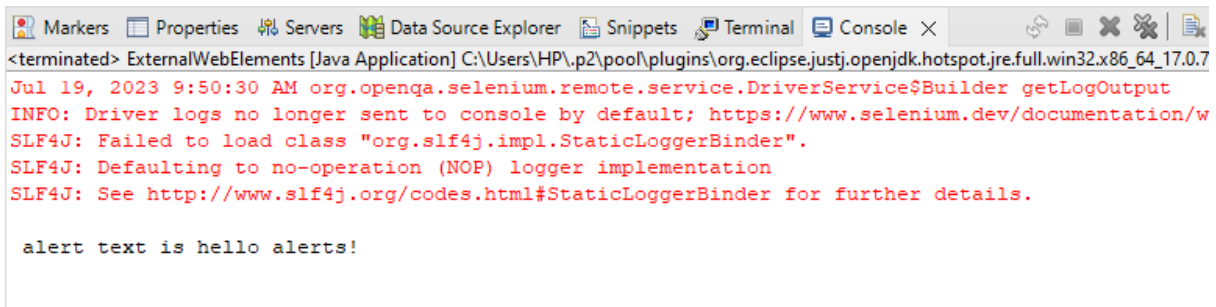 Markers Properties Servers Data Source Explorer Snippets Terminal Console
<terminated> ExternalWebElements [Java Application] C:\Users\HP\.p2\pool\plugins\org.eclipse.justj.openjdk.hotspot.jre.full.win32.x86_64_17.0.7
Jul 19, 2023 9:50:30 AM org.openqa.selenium.remote.service.DriverService$Builder getLogOutput
INFO: Driver logs no longer sent to console by default; https://www.selenium.dev/documentation/w
SLF4J: Failed to load class "org.slf4j.impl.StaticLoggerBinder".
SLF4J: Defaulting to no-operation (NOP) logger implementation
SLF4J: See http://www.slf4j.org/codes.html#StaticLoggerBinder for further details.
alert text is hello alerts!